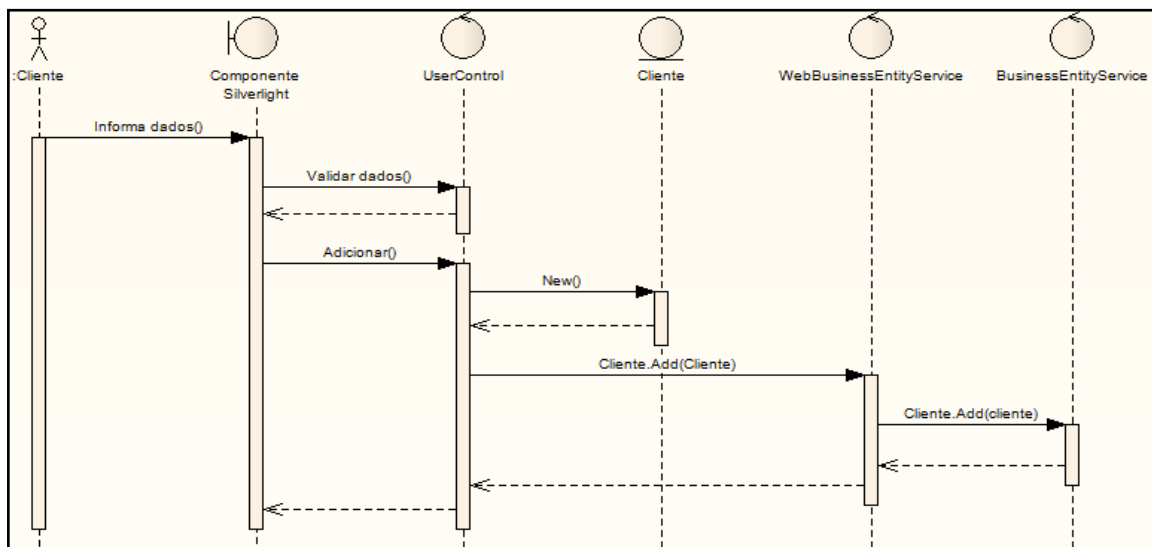 :Cliente
Componente
Silverlight
UserControl
Cliente
WebBusinessEntityService
BusinessEntityService
Informa dados()
Validar dados()
Adicionar()
New()
Cliente.Add(Cliente)
Cliente.Add(cliente)